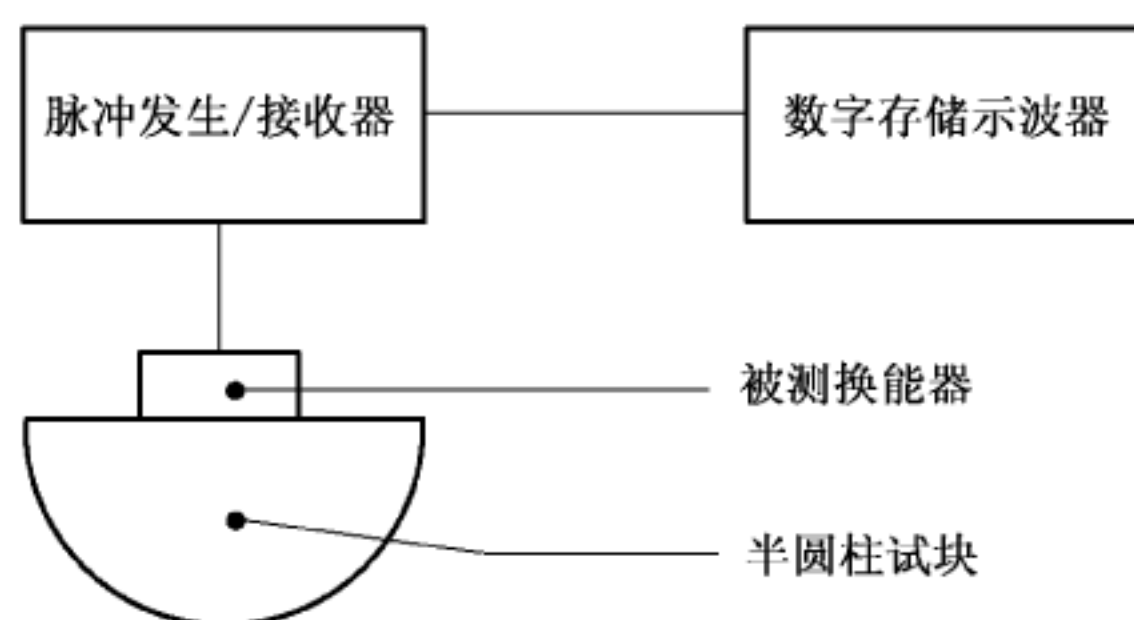 脉冲发生/接收器
数字存储示波器
被测换能器
半圆柱试块